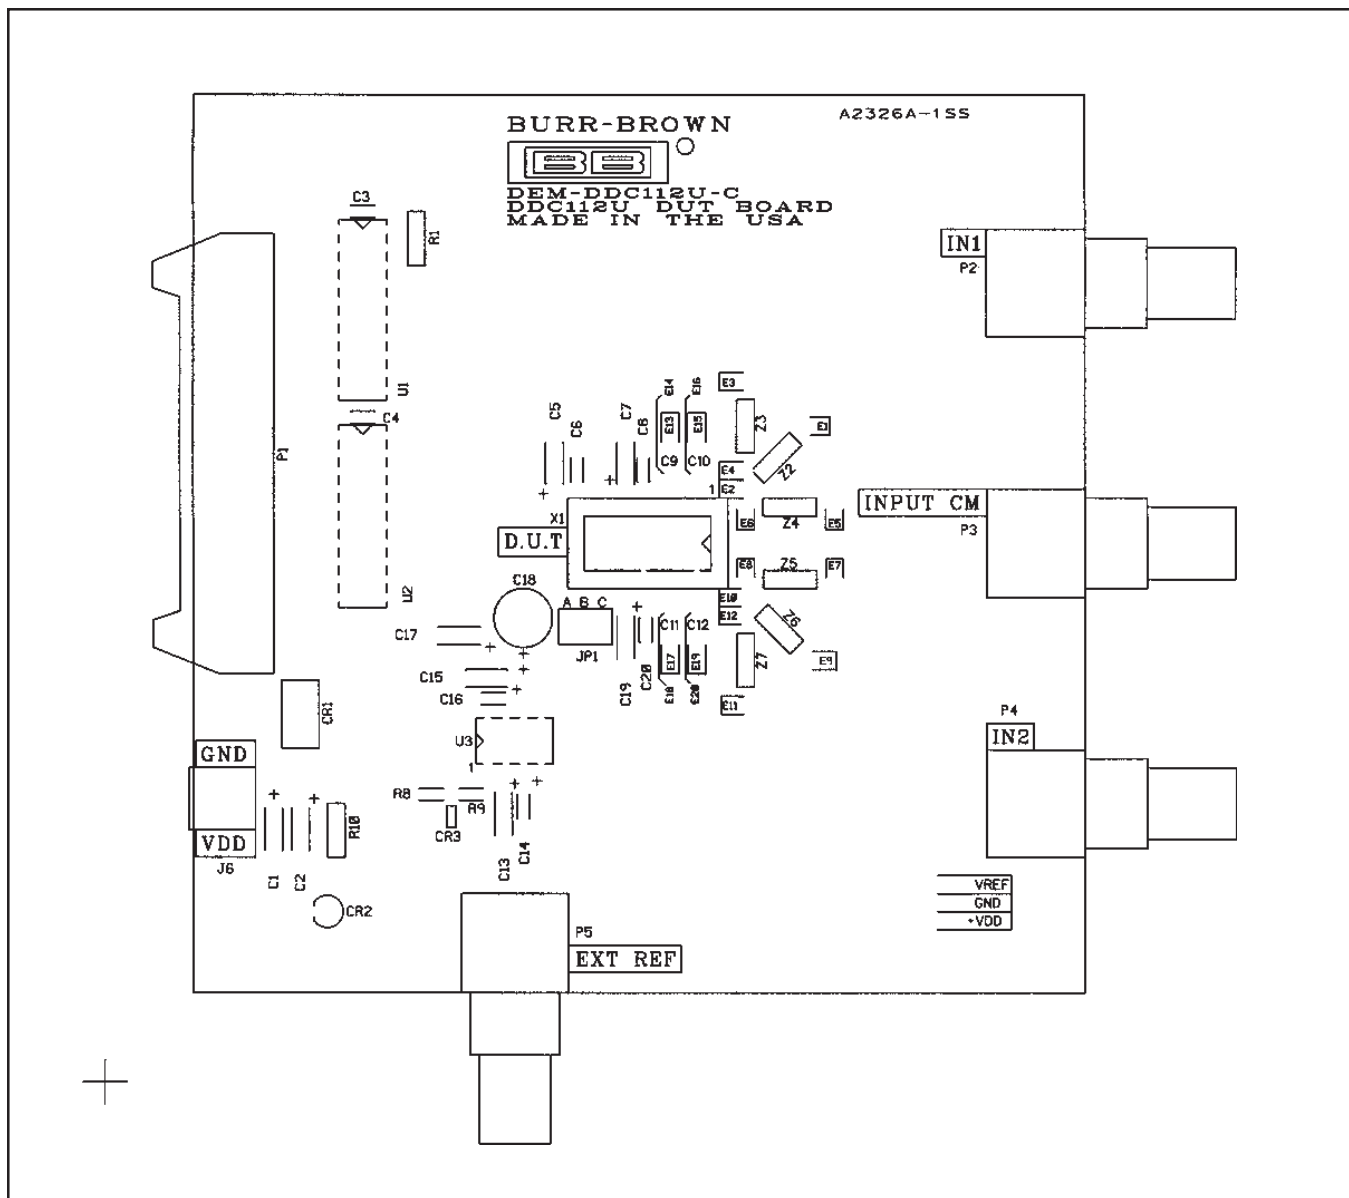 A2326A-1SS
BURR-BROWN
BB
DEM-DDC112U-C
DDC112U DUT BOARD
MADE IN THE USA
C3
R1
IN1
P2
U1
C4
P1
E14
E16
E3
C5
C6
C7
C8
E13
E15
Z3
E1
C9
C10
E4
Z2
1
E2
INPUT CM
P3
X1
D.U.T
E6
Z4
E5
E8
Z5
E7
U2
C18
A B C
E10
E12
C17
JP1
C11
C12
Z6
C15
C16
C19
C20
E17
E19
Z7
E9
E18
E20
E11
CR1
U3
1
P4
IN2
GND
R8
R9
CR3
VDD
J6
R10
C1
C2
C13
C14
CR2
VREF
GND
+VDD
P5
EXT REF